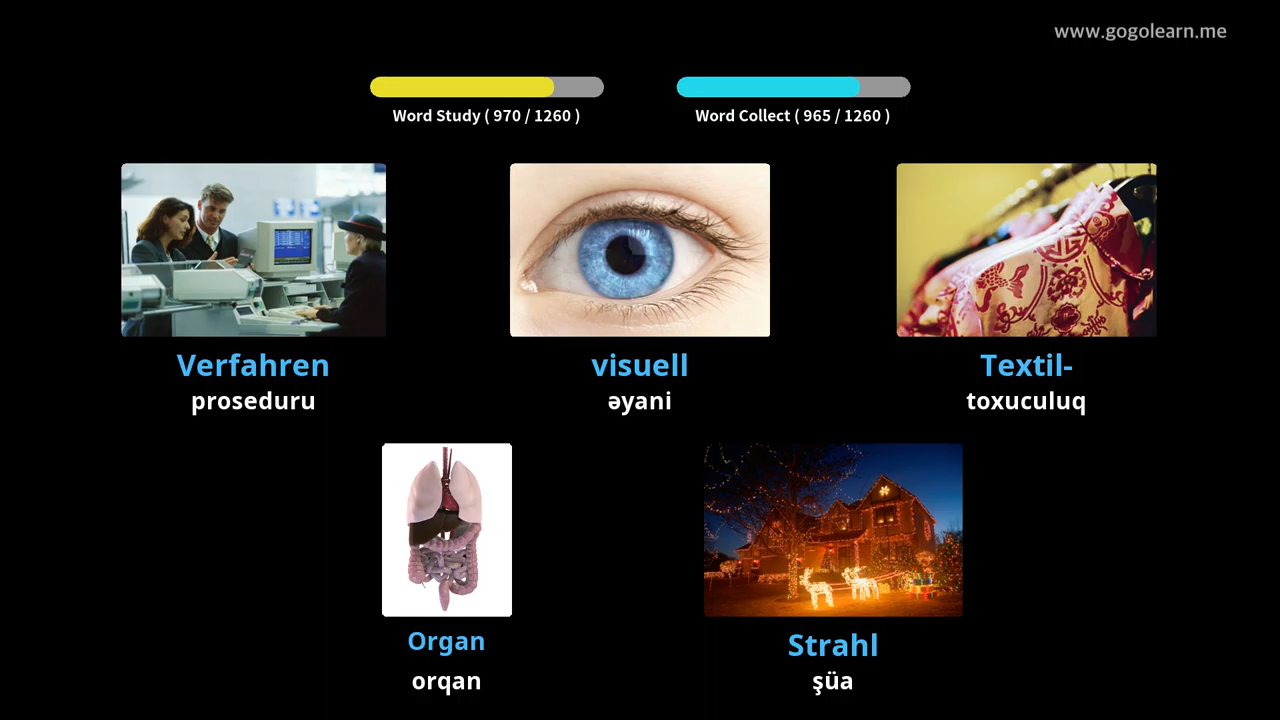 www.gogolearn.me
Word Study ( 970 / 1260 )
Word Collect ( 965 / 1260 )
Verfahren
proseduru
visuell
əyani
Textil-
toxuculuq
Organ
orqan
Strahl
şüa